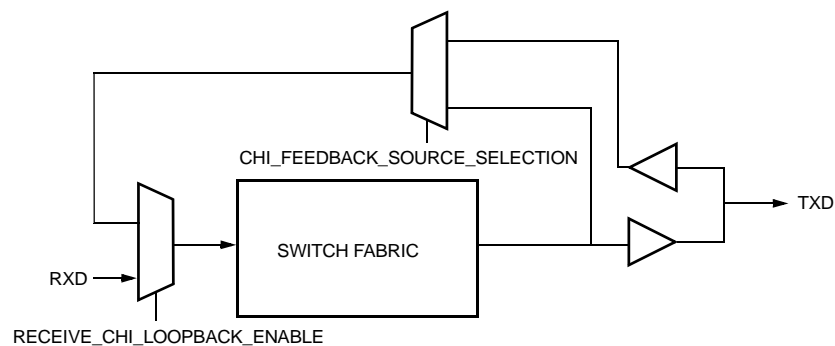 CHI_FEEDBACK_SOURCE_SELECTION
TXD
SWITCH FABRIC
RXD
RECEIVE_CHI_LOOPBACK_ENABLE